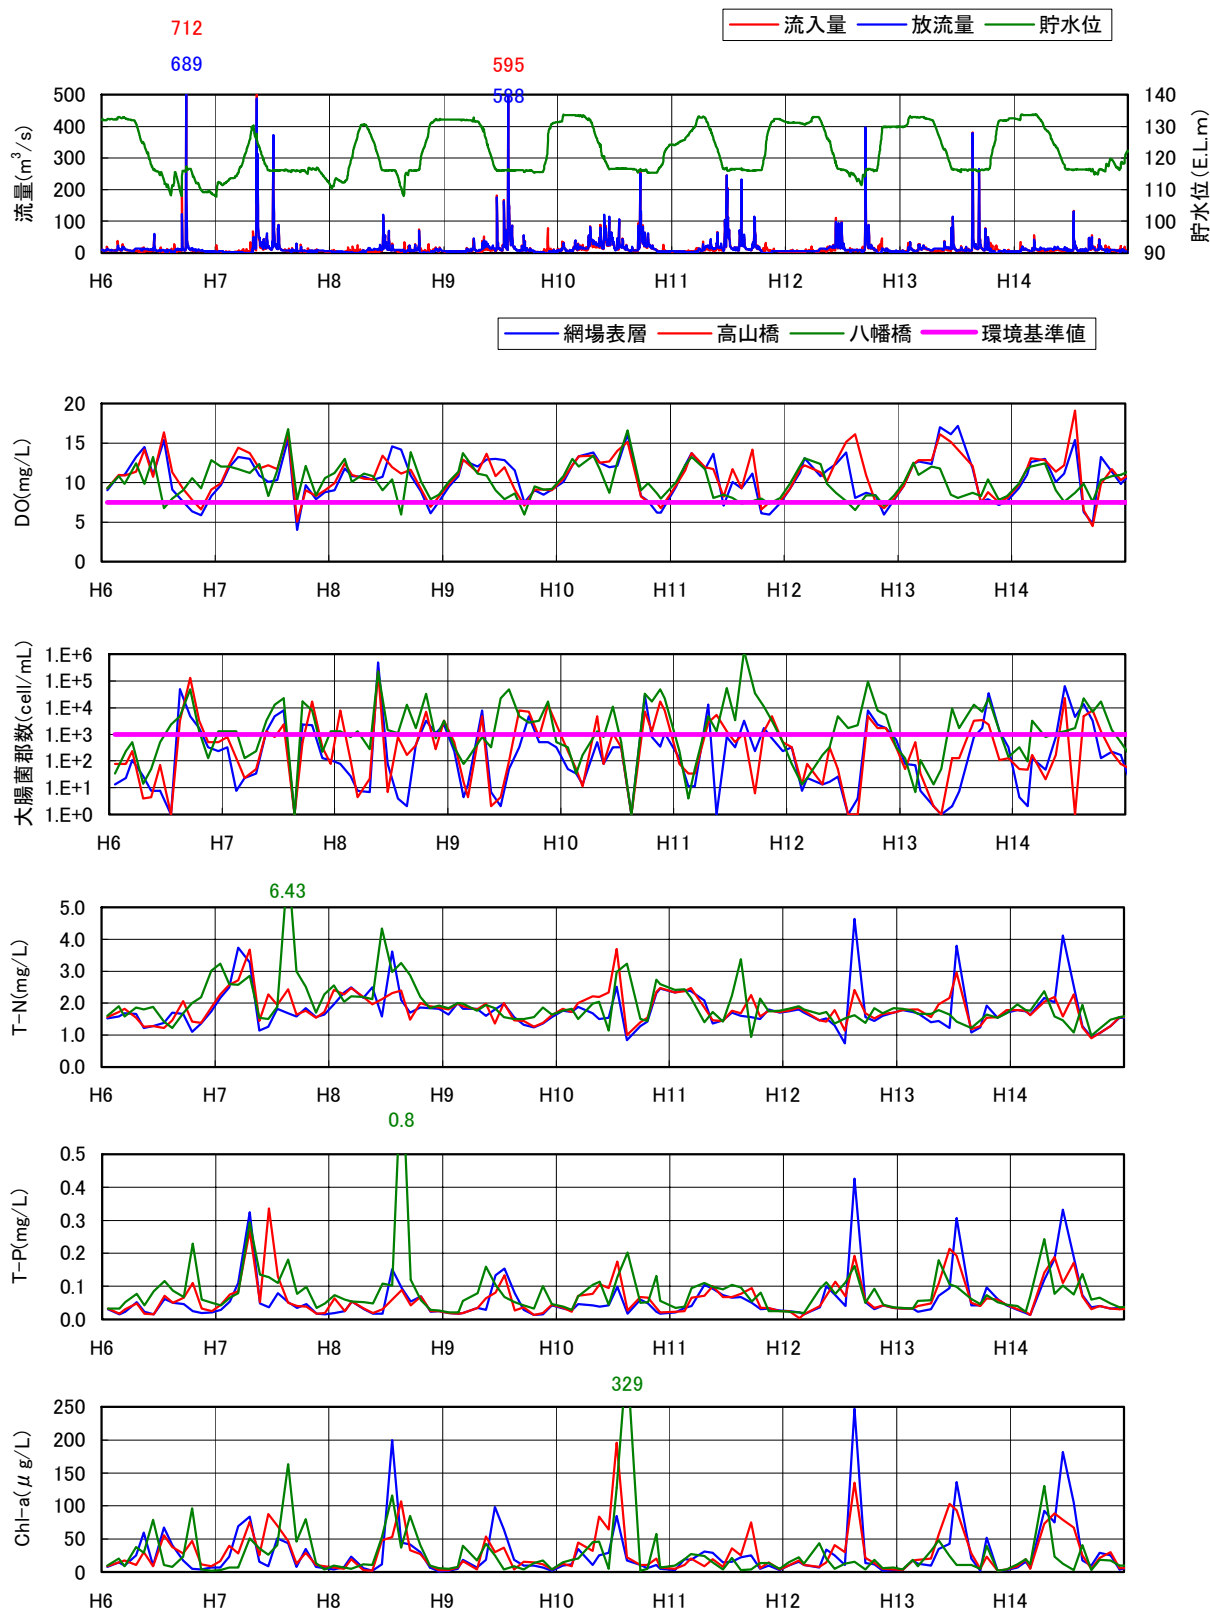 流入量 放流量 貯水位
712
689
595
588
流量(m³/s)
500
400
300
200
100
0
140
130
120
110
100
90
貯水位(E.L.m)
H6 H7 H8 H9 H10 H11 H12 H13 H14
網場表層 高山橋 八幡橋 環境基準値
DO(mg/L)
20
15
10
5
0
H6 H7 H8 H9 H10 H11 H12 H13 H14
大腸菌郡数(cell/mL)
1.E+6
1.E+5
1.E+4
1.E+3
1.E+2
1.E+1
1.E+0
H6 H7 H8 H9 H10 H11 H12 H13 H14
6.43
T-N(mg/L)
5.0
4.0
3.0
2.0
1.0
0.0
H6 H7 H8 H9 H10 H11 H12 H13 H14
0.8
T-P(mg/L)
0.5
0.4
0.3
0.2
0.1
0.0
H6 H7 H8 H9 H10 H11 H12 H13 H14
329
Chl-a(μg/L)
250
200
150
100
50
0
H6 H7 H8 H9 H10 H11 H12 H13 H14